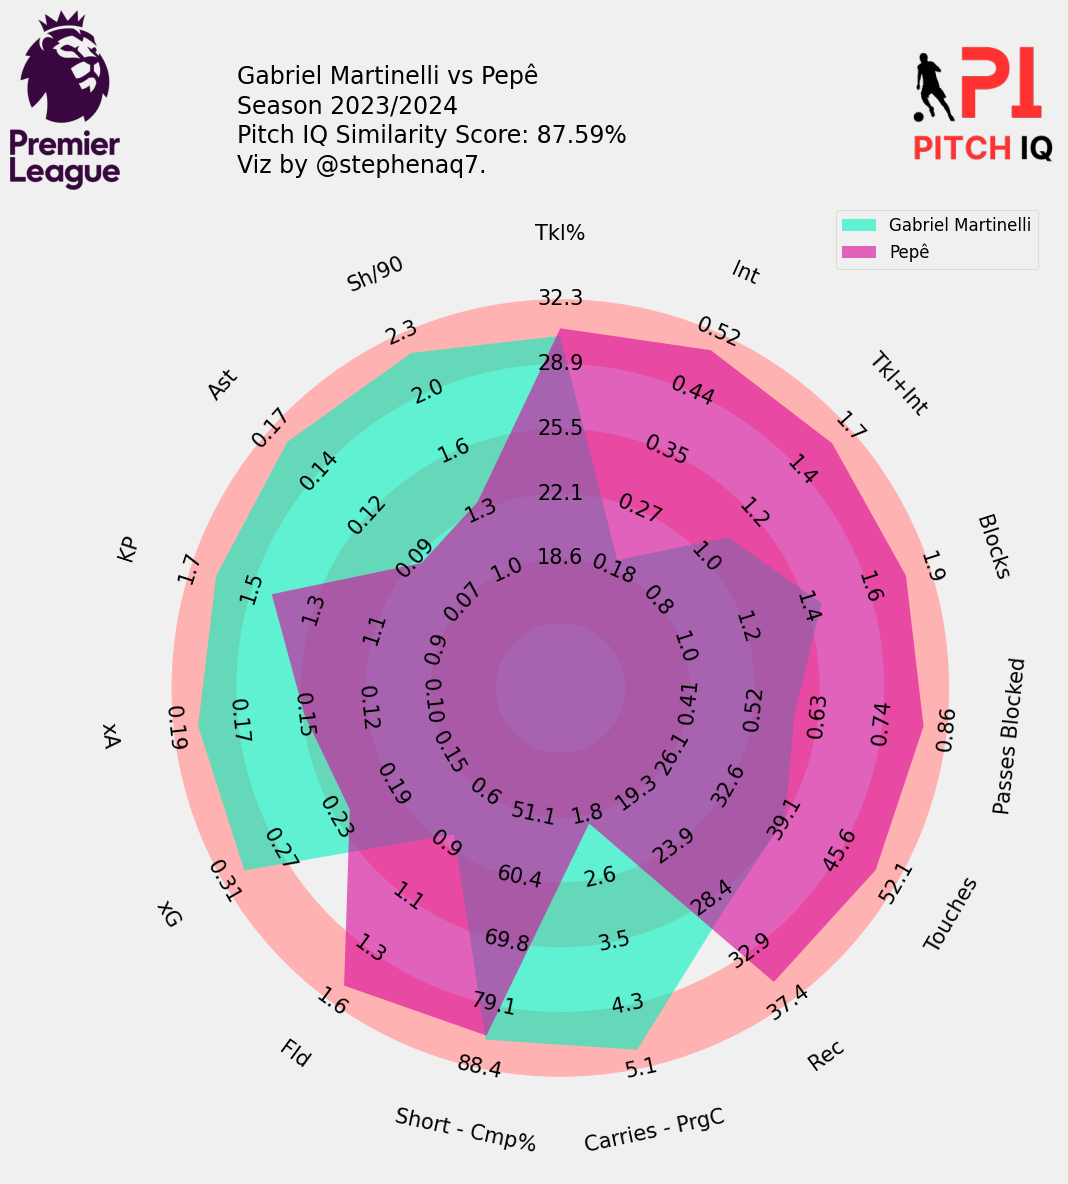 Premier
League
Gabriel Martinelli vs Pepê
Season 2023/2024
Pitch IQ Similarity Score: 87.59%
Viz by @stephenaq7.
PI
PITCH IQ
Gabriel Martinelli
Pepê
Tkl%
18.6 22.1 25.5 28.9 32.3
Int
0.18 0.27 0.35 0.44 0.52
Tkl+Int
0.8 1.0 1.2 1.4 1.7
Blocks
1.0 1.2 1.4 1.6 1.9
Passes Blocked
0.41 0.52 0.63 0.74 0.86
Touches
26.1 32.6 39.1 45.6 52.1
Rec
19.3 23.9 28.4 32.9 37.4
Carries - PrgC
1.8 2.6 3.5 4.3 5.1
Short - Cmp%
51.1 60.4 69.8 79.1 88.4
Fld
0.6 0.9 1.1 1.3 1.6
xG
0.15 0.19 0.23 0.27 0.31
xA
0.10 0.12 0.15 0.17 0.19
KP
0.9 1.1 1.3 1.5 1.7
Ast
0.07 0.09 0.12 0.14 0.17
Sh/90
1.0 1.3 1.6 2.0 2.3